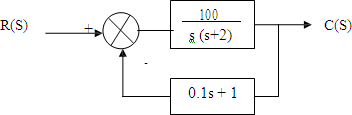 100
R(S) + s (s+2) C(S)
-
0.1s + 1